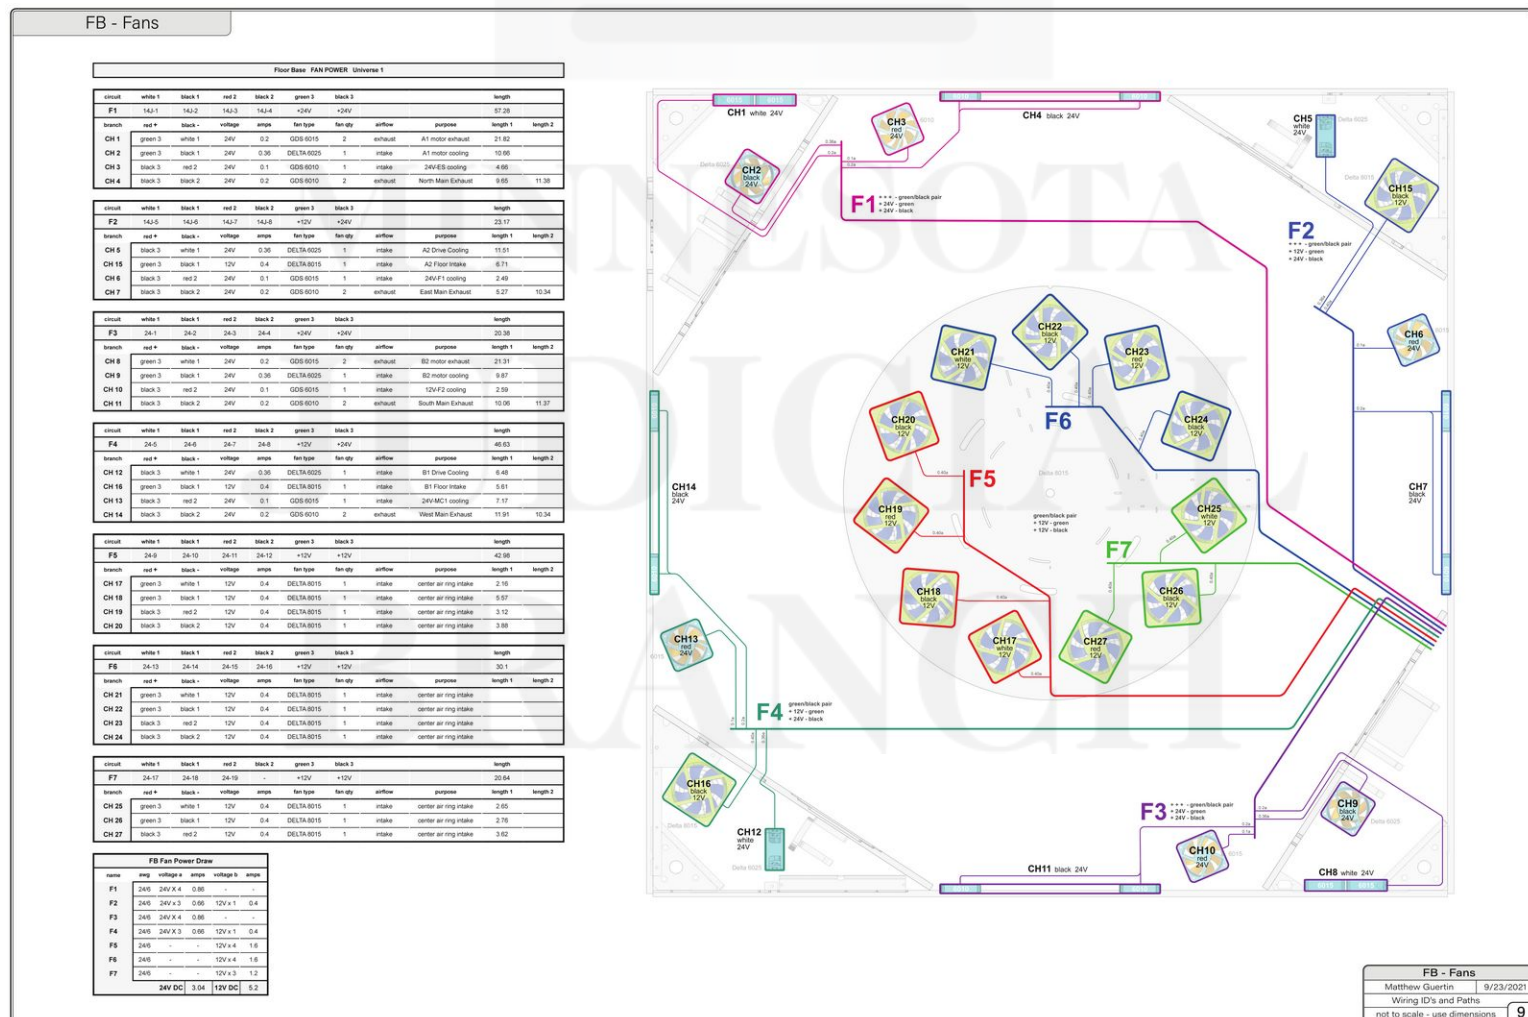 FB - Fans
Floor Base FAN POWER Universe 1
circuit white 1 black 1 red 2 black 2 green 3 black 3 length
F1 14J-1 14J-2 14J-3 14J-4 +24V +24V 57.28
branch red + black - voltage amps fan type fan qty airflow purpose length 1 length 2
CH 1 green 3 white 1 24V 0.2 GDS 6015 2 exhaust A1 motor exhaust 21.82
CH 2 green 3 black 1 24V 0.36 DELTA 6025 1 intake A1 motor cooling 10.66
CH 3 black 3 red 2 24V 0.1 GDS 6010 1 intake 24V-ES cooling 4.66
CH 4 black 3 black 2 24V 0.2 GDS 6010 2 exhaust North Main Exhaust 9.65 11.38
circuit white 1 black 1 red 2 black 2 green 3 black 3 length
F2 14J-5 14J-6 14J-7 14J-8 +12V +24V 23.17
branch red + black - voltage amps fan type fan qty airflow purpose length 1 length 2
CH 5 black 3 white 1 24V 0.36 DELTA 6025 1 intake A2 Drive Cooling 11.51
CH 15 green 3 black 1 12V 0.4 DELTA 8015 1 intake A2 Floor Intake 6.71
CH 6 black 3 red 2 24V 0.1 GDS 6015 1 intake 24V-F1 cooling 2.49
CH 7 black 3 black 2 24V 0.2 GDS 6010 2 exhaust East Main Exhaust 5.27 10.34
circuit white 1 black 1 red 2 black 2 green 3 black 3 length
F3 24-1 24-2 24-3 24-4 +24V +24V 20.38
branch red + black - voltage amps fan type fan qty airflow purpose length 1 length 2
CH 8 green 3 white 1 24V 0.2 GDS 6015 2 exhaust B2 motor exhaust 21.31
CH 9 green 3 black 1 24V 0.36 DELTA 6025 1 intake B2 motor cooling 9.87
CH 10 black 3 red 2 24V 0.1 GDS 6015 1 intake 12V-F2 cooling 2.59
CH 11 black 3 black 2 24V 0.2 GDS 6010 2 exhaust South Main Exhaust 10.06 11.37
circuit white 1 black 1 red 2 black 2 green 3 black 3 length
F4 24-5 24-6 24-7 24-8 +12V +24V 46.63
branch red + black - voltage amps fan type fan qty airflow purpose length 1 length 2
CH 12 black 3 white 1 24V 0.36 DELTA 6025 1 intake B1 Drive Cooling 6.48
CH 16 green 3 black 1 12V 0.4 DELTA 8015 1 intake B1 Floor Intake 5.61
CH 13 black 3 red 2 24V 0.1 GDS 6015 1 intake 24V-MC1 cooling 7.17
CH 14 black 3 black 2 24V 0.2 GDS 6010 2 exhaust West Main Exhaust 11.91 10.34
circuit white 1 black 1 red 2 black 2 green 3 black 3 length
F5 24-9 24-10 24-11 24-12 +12V +12V 42.98
branch red + black - voltage amps fan type fan qty airflow purpose length 1 length 2
CH 17 green 3 white 1 12V 0.4 DELTA 8015 1 intake center air ring intake 2.16
CH 18 green 3 black 1 12V 0.4 DELTA 8015 1 intake center air ring intake 5.57
CH 19 black 3 red 2 12V 0.4 DELTA 8015 1 intake center air ring intake 3.12
CH 20 black 3 black 2 12V 0.4 DELTA 8015 1 intake center air ring intake 3.88
circuit white 1 black 1 red 2 black 2 green 3 black 3 length
F6 24-13 24-14 24-15 24-16 +12V +12V 30.1
branch red + black - voltage amps fan type fan qty airflow purpose length 1 length 2
CH 21 green 3 white 1 12V 0.4 DELTA 8015 1 intake center air ring intake
CH 22 green 3 black 1 12V 0.4 DELTA 8015 1 intake center air ring intake
CH 23 black 3 red 2 12V 0.4 DELTA 8015 1 intake center air ring intake
CH 24 black 3 black 2 12V 0.4 DELTA 8015 1 intake center air ring intake
circuit white 1 black 1 red 2 black 2 green 3 black 3 length
F7 24-17 24-18 24-19 - +12V +12V 20.64
branch red + black - voltage amps fan type fan qty airflow purpose length 1 length 2
CH 25 green 3 white 1 12V 0.4 DELTA 8015 1 intake center air ring intake 2.65
CH 26 green 3 black 1 12V 0.4 DELTA 8015 1 intake center air ring intake 2.76
CH 27 black 3 red 2 12V 0.4 DELTA 8015 1 intake center air ring intake 3.62
FB Fan Power Draw
name awg voltage a amps voltage b amps
F1 24/6 24V X 4 0.86 - -
F2 24/6 24V x 3 0.66 12V x 1 0.4
F3 24/6 24V X 4 0.86 - -
F4 24/6 24V X 3 0.66 12V x 1 0.4
F5 24/6 - - 12V x 4 1.6
F6 24/6 - - 12V x 4 1.6
F7 24/6 - - 12V x 3 1.2
24V DC 3.04 12V DC 5.2
MINNESOTA
JUDICIAL
BRANCH
6015 6015
CH1 white 24V
CH4 black 24V
CH3
red
24V
6010
CH5
white
24V
Delta 6025
Delta 6025
CH2
black
24V
Delta 8015
CH15
black
12V
F1
+ + + - green/black pair
+ 24V - green
+ 24V - black
F2
+ + + - green/black pair
+ 12V - green
+ 24V - black
CH6
red
24V
6015
CH22
black
12V
CH21
white
12V
CH23
red
12V
CH20
black
12V
F6
CH24
black
12V
CH14
black
24V
F5
Delta 8015
CH7
black
24V
CH19
red
12V
green/black pair
+ 12V - green
+ 12V - black
CH25
white
12V
F7
CH18
black
12V
CH26
black
12V
CH13
red
24V
6015
CH17
white
12V
CH27
red
12V
F4
green/black pair
+ 12V - green
+ 24V - black
CH16
black
12V
Delta 8015
CH12
white
24V
Delta 6025
F3
+ + + - green/black pair
+ 24V - green
+ 24V - black
CH9
black
24V
Delta 6025
CH10
red
24V
6015
CH11 black 24V
CH8 white 24V
6015 6015
FB - Fans
Matthew Guertin 9/23/2021
Wiring ID's and Paths
not to scale - use dimensions 9